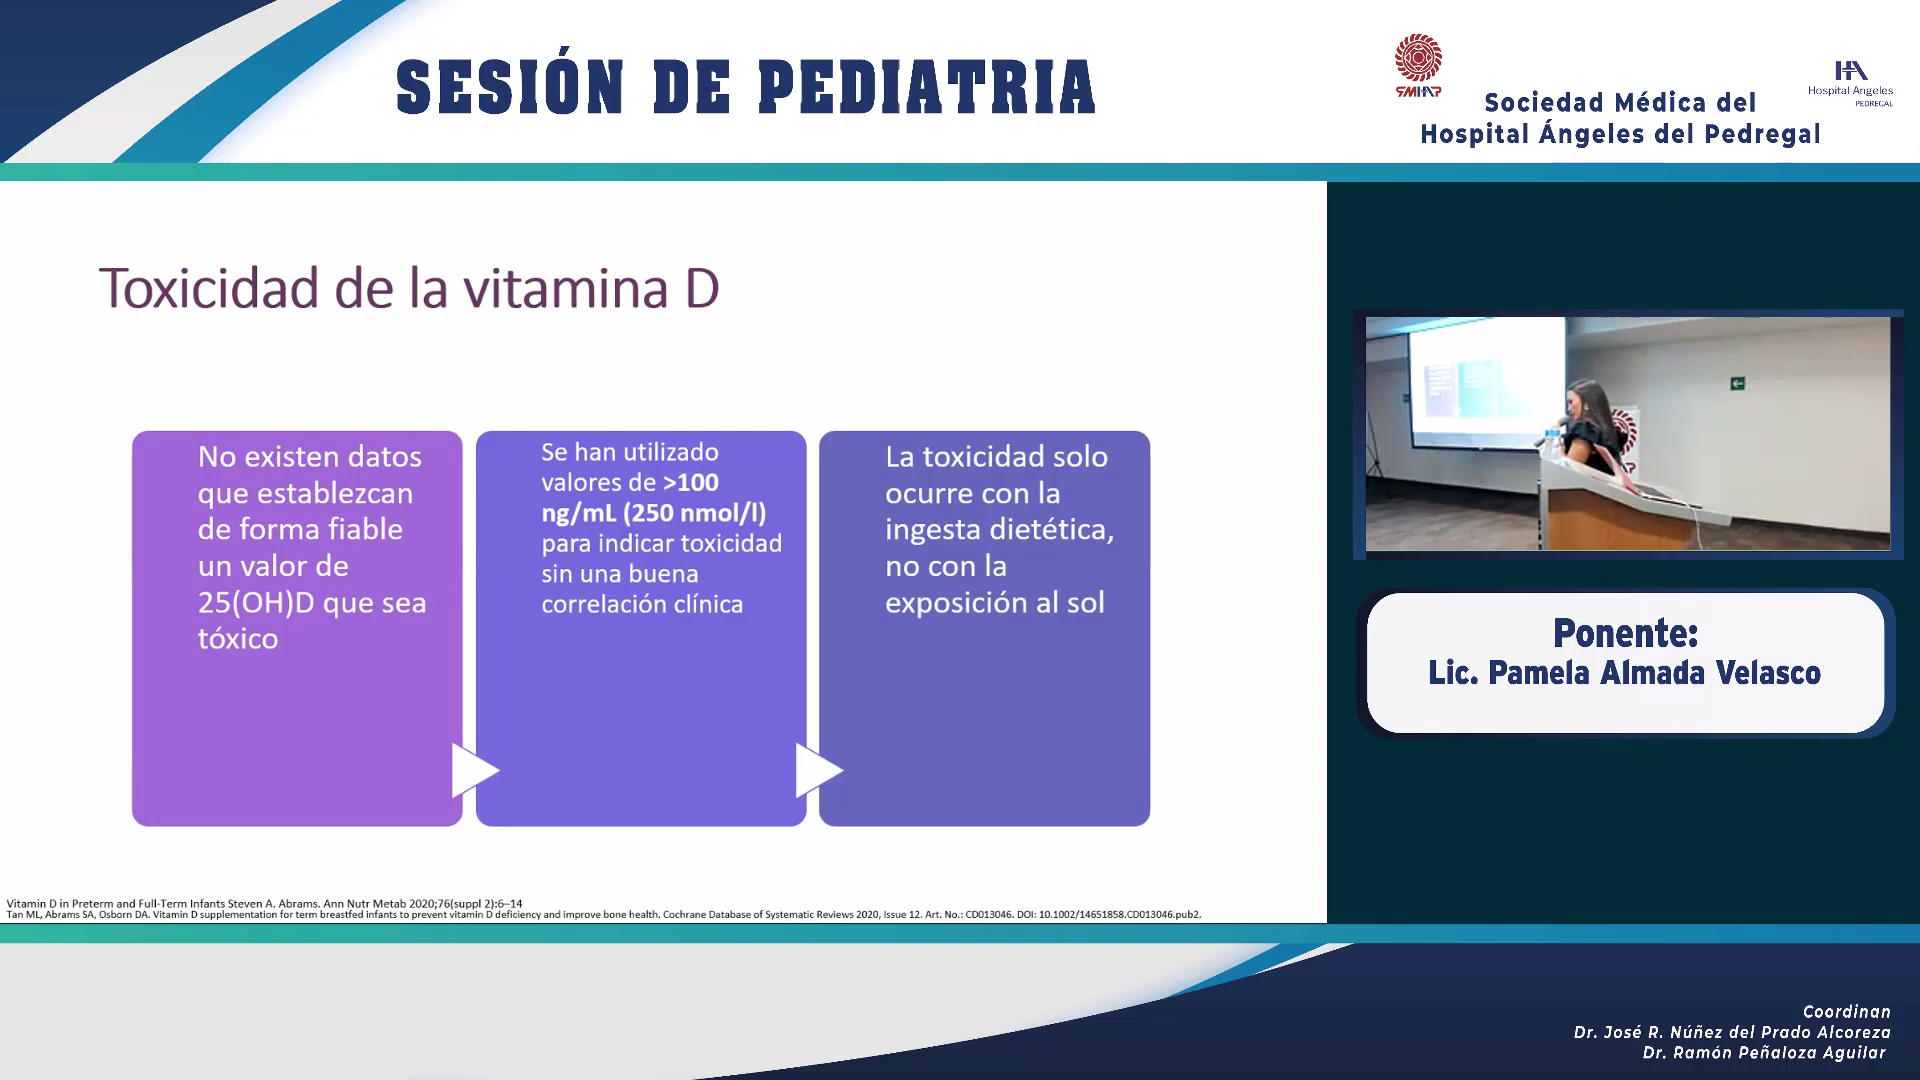 SESIÓN DE PEDIATRIA
SMHAP
HA
Hospital Angeles
PEDREGAL
Sociedad Médica del
Hospital Ángeles del Pedregal
Toxicidad de la vitamina D
No existen datos
que establezcan
de forma fiable
un valor de
25(OH)D que sea
tóxico
Se han utilizado
valores de >100
ng/mL (250 nmol/l)
para indicar toxicidad
sin una buena
correlación clínica
La toxicidad solo
ocurre con la
ingesta dietética,
no con la
exposición al sol
Vitamin D in Preterm and Full-Term Infants Steven A. Abrams. Ann Nutr Metab 2020;76(suppl 2):6–14
Tan ML, Abrams SA, Osborn DA. Vitamin D supplementation for term breastfed infants to prevent vitamin D deficiency and improve bone health. Cochrane Database of Systematic Reviews 2020, Issue 12. Art. No.: CD013046. DOI: 10.1002/14651858.CD013046.pub2.
Ponente:
Lic. Pamela Almada Velasco
Coordinan
Dr. José R. Núñez del Prado Alcoreza
Dr. Ramón Peñaloza Aguilar